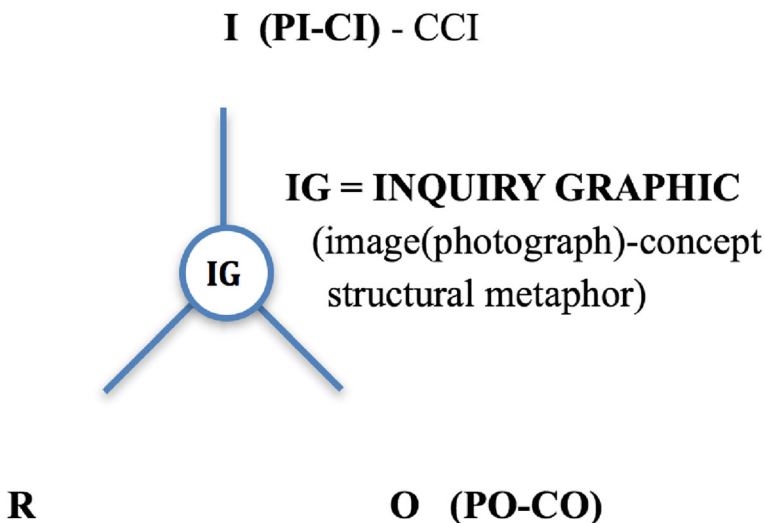 I (PI-CI) - CCI
IG = INQUIRY GRAPHIC
(image(photograph)-concept
structural metaphor)
IG
R
O (PO-CO)